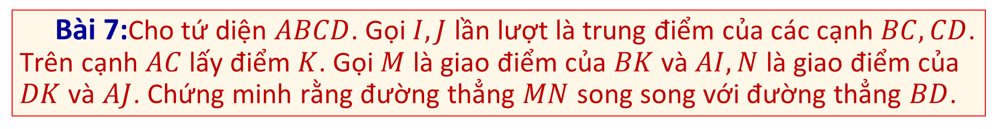 Bài 7:Cho tứ diện ABCD. Gọi I, J lần lượt là trung điểm của các cạnh BC, CD.
Trên cạnh AC lấy điểm K. Gọi M là giao điểm của BK và AI, N là giao điểm của
DK và AJ. Chứng minh rằng đường thẳng MN song song với đường thẳng BD.